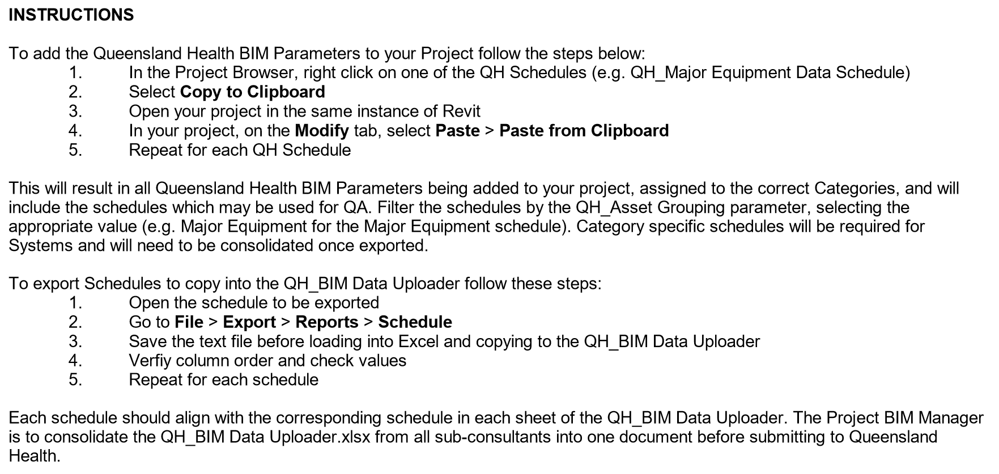 INSTRUCTIONS
To add the Queensland Health BIM Parameters to your Project follow the steps below:
1. In the Project Browser, right click on one of the QH Schedules (e.g. QH_Major Equipment Data Schedule)
2. Select Copy to Clipboard
3. Open your project in the same instance of Revit
4. In your project, on the Modify tab, select Paste > Paste from Clipboard
5. Repeat for each QH Schedule
This will result in all Queensland Health BIM Parameters being added to your project, assigned to the correct Categories, and will
include the schedules which may be used for QA. Filter the schedules by the QH_Asset Grouping parameter, selecting the
appropriate value (e.g. Major Equipment for the Major Equipment schedule). Category specific schedules will be required for
Systems and will need to be consolidated once exported.
To export Schedules to copy into the QH_BIM Data Uploader follow these steps:
1. Open the schedule to be exported
2. Go to File > Export > Reports > Schedule
3. Save the text file before loading into Excel and copying to the QH_BIM Data Uploader
4. Verfiy column order and check values
5. Repeat for each schedule
Each schedule should align with the corresponding schedule in each sheet of the QH_BIM Data Uploader. The Project BIM Manager
is to consolidate the QH_BIM Data Uploader.xlsx from all sub-consultants into one document before submitting to Queensland
Health.